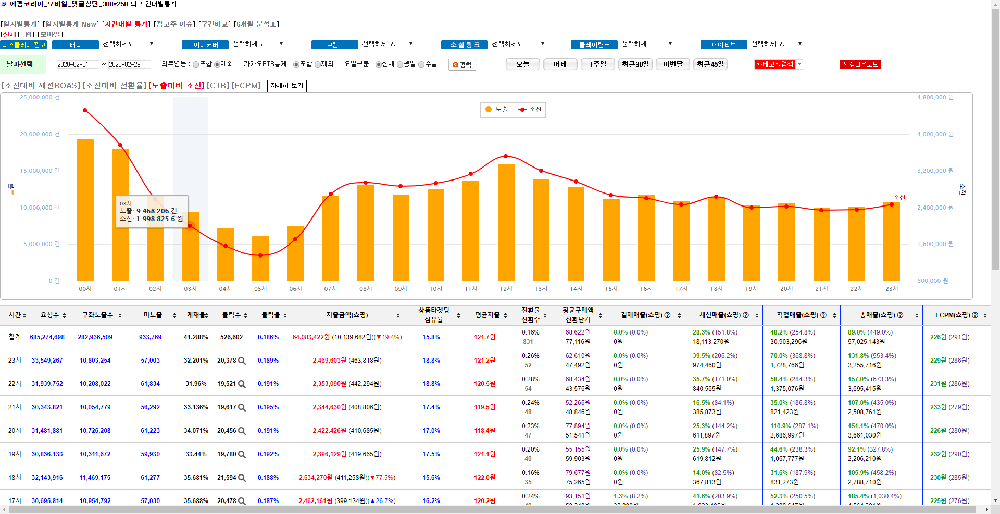 에펨코리아_모바일_댓글상단_300*250 의 시간대별통계
[일자별통계] [일자별통계 New] [시간대별 통계] [광고주 이슈] [구간비교] [6개월 분석표]
[전체] [웹] [모바일]
디스플레이 광고 배너 선택하세요. ▼ 아이커버 선택하세요. ▼ 브랜드 선택하세요. ▼ 소셜링크 선택하세요. ▼ 플레이링크 선택하세요. ▼ 네이티브 선택하세요. ▼
날짜선택 2020-02-01 ~ 2020-02-29 외부연동 : 포함 제외 카카오RTB통계 : 포함 제외 요일구분 : 전체 평일 주말 검색 오늘 어제 1주일 최근30일 이번달 최근45일 카테고리검색 * 엑셀다운로드
[소진대비 세션ROAS] [소진대비 전환율] [노출대비 소진] [CTR] [ECPM] 자세히 보기
25,000,000 건 4,800,000 원
노출 소진
20,000,000 건 4,000,000 원
15,000,000 건 3,200,000 원
노출 소진
소진
03시
노출: 9 468 206 건
소진: 1 998 825.6 원
10,000,000 건 2,400,000 원
5,000,000 건 1,600,000 원
0 건 800,000 원
00시 01시 02시 03시 04시 05시 06시 07시 08시 09시 10시 11시 12시 13시 14시 15시 16시 17시 18시 19시 20시 21시 22시 23시
시간 요청수 구좌노출수 미노출 게재율 클릭수 클릭율 지출금액(쇼핑) 상품타겟팅 점유율 평균지출 전환율 전환수 평균구매액 전환단가 결제매출(쇼핑) 세션매출(쇼핑) 직접매출(쇼핑) 총매출(쇼핑) ECPM(쇼핑)
합계 685,274,698 282,936,509 933,769 41.288% 526,602 0.186% 64,083,422원 (10,139,682원)(▼19.4%) 15.8% 121.7원 0.16% 68,622원 0.0% (0.0%) 28.3% (151.8%) 48.2% (254.8%) 89.0% (449.0%) 226원 (291원)
831 77,116원 0원 18,113,270원 30,903,296원 57,025,143원
23시 33,549,267 10,803,254 57,003 32.201% 20,378 0.189% 2,469,603원 (463,818원) 18.8% 121.2원 0.26% 62,610원 0.0% (0.0%) 39.5% (206.2%) 70.0% (368.8%) 131.8% (553.4%) 229원 (286원)
52 47,492원 0원 974,460원 1,728,766원 3,255,716원
22시 31,939,752 10,208,022 61,834 31.96% 19,521 0.191% 2,353,090원 (442,294원) 18.8% 120.5원 0.28% 68,434원 0.0% (0.0%) 35.7% (171.0%) 58.4% (284.3%) 157.0% (673.3%) 231원 (286원)
54 43,576원 0원 840,565원 1,375,076원 3,695,415원
21시 30,343,821 10,054,779 56,292 33.136% 19,617 0.195% 2,344,630원 (408,806원) 17.4% 119.5원 0.24% 52,266원 0.0% (0.0%) 16.5% (84.1%) 35.0% (186.8%) 107.0% (435.0%) 233원 (279원)
48 48,846원 0원 385,873원 821,423원 2,508,761원
20시 31,481,881 10,726,208 61,223 34.071% 20,456 0.191% 2,422,426원 (410,685원) 17.0% 118.4원 0.23% 77,894원 0.0% (0.0%) 25.3% (144.2%) 110.9% (287.1%) 151.1% (470.0%) 226원 (280원)
47 51,541원 0원 611,897원 2,686,997원 3,661,030원
19시 30,836,133 10,311,672 59,930 33.44% 19,780 0.192% 2,396,129원 (419,665원) 17.5% 121.1원 0.20% 55,155원 0.0% (0.0%) 25.9% (147.7%) 44.6% (238.3%) 92.1% (327.8%) 232원 (290원)
40 59,903원 0원 619,812원 1,067,777원 2,206,210원
18시 32,143,916 11,469,175 61,277 35.681% 21,594 0.188% 2,634,270원 (411,258원)(▼77.5%) 15.6% 122.0원 0.16% 79,677원 0.0% (0.0%) 14.0% (82.5%) 31.6% (187.9%) 105.9% (458.2%) 230원 (285원)
35 75,265원 0원 367,813원 831,273원 2,788,710원
17시 30,695,814 10,954,792 57,030 35.688% 20,478 0.187% 2,462,161원 (399,134원)(▲26.7%) 16.2% 120.2원 0.24% 93,151원 1.3% (8.2%) 41.6% (203.9%) 52.3% (250.5%) 185.4% (1,030.4%) 225원 (276원)